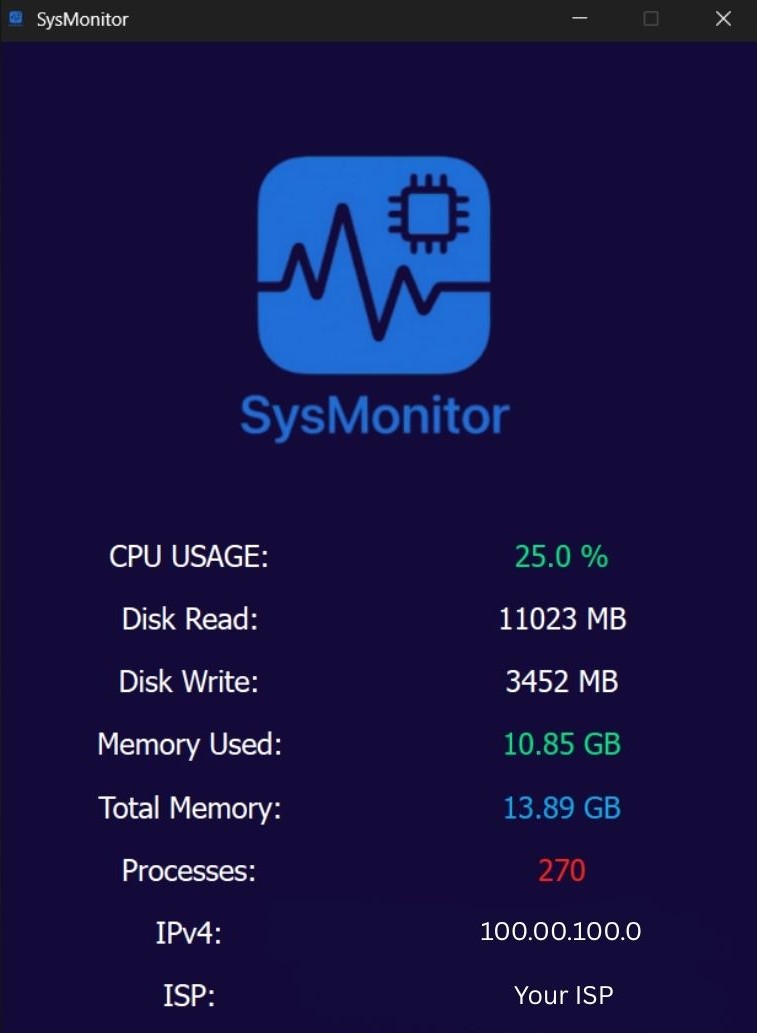 SysMonitor
SysMonitor
CPU USAGE: 25.0 %
Disk Read: 11023 MB
Disk Write: 3452 MB
Memory Used: 10.85 GB
Total Memory: 13.89 GB
Processes: 270
IPv4: 100.00.100.0
ISP: Your ISP